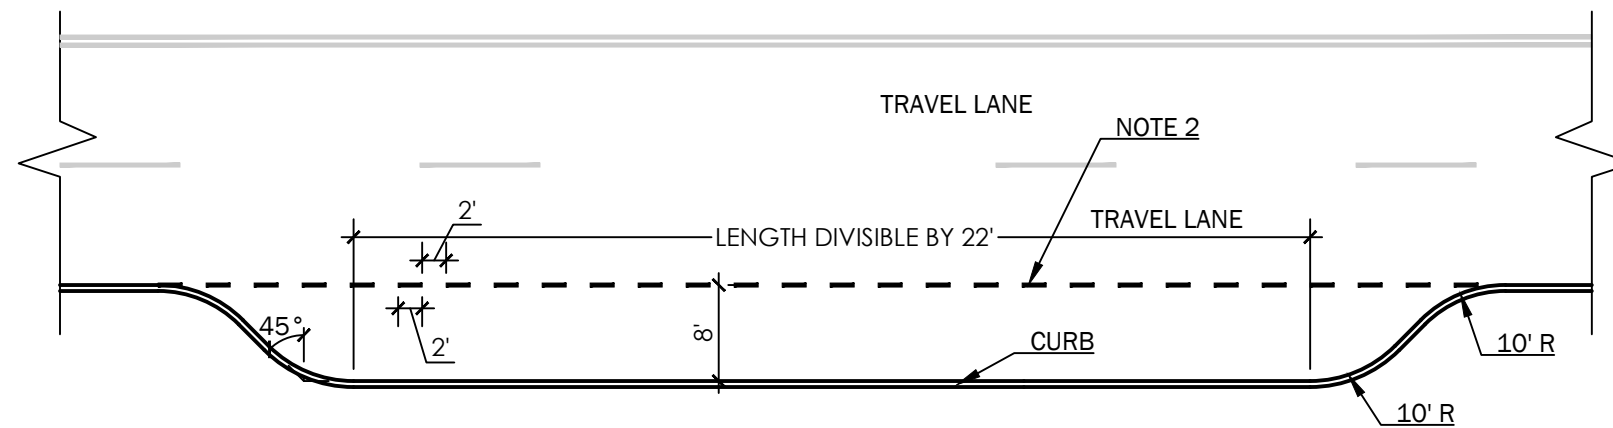 TRAVEL LANE
NOTE 2
2'
TRAVEL LANE
LENGTH DIVISIBLE BY 22'
45°
2'
8'
CURB
10' R
10' R